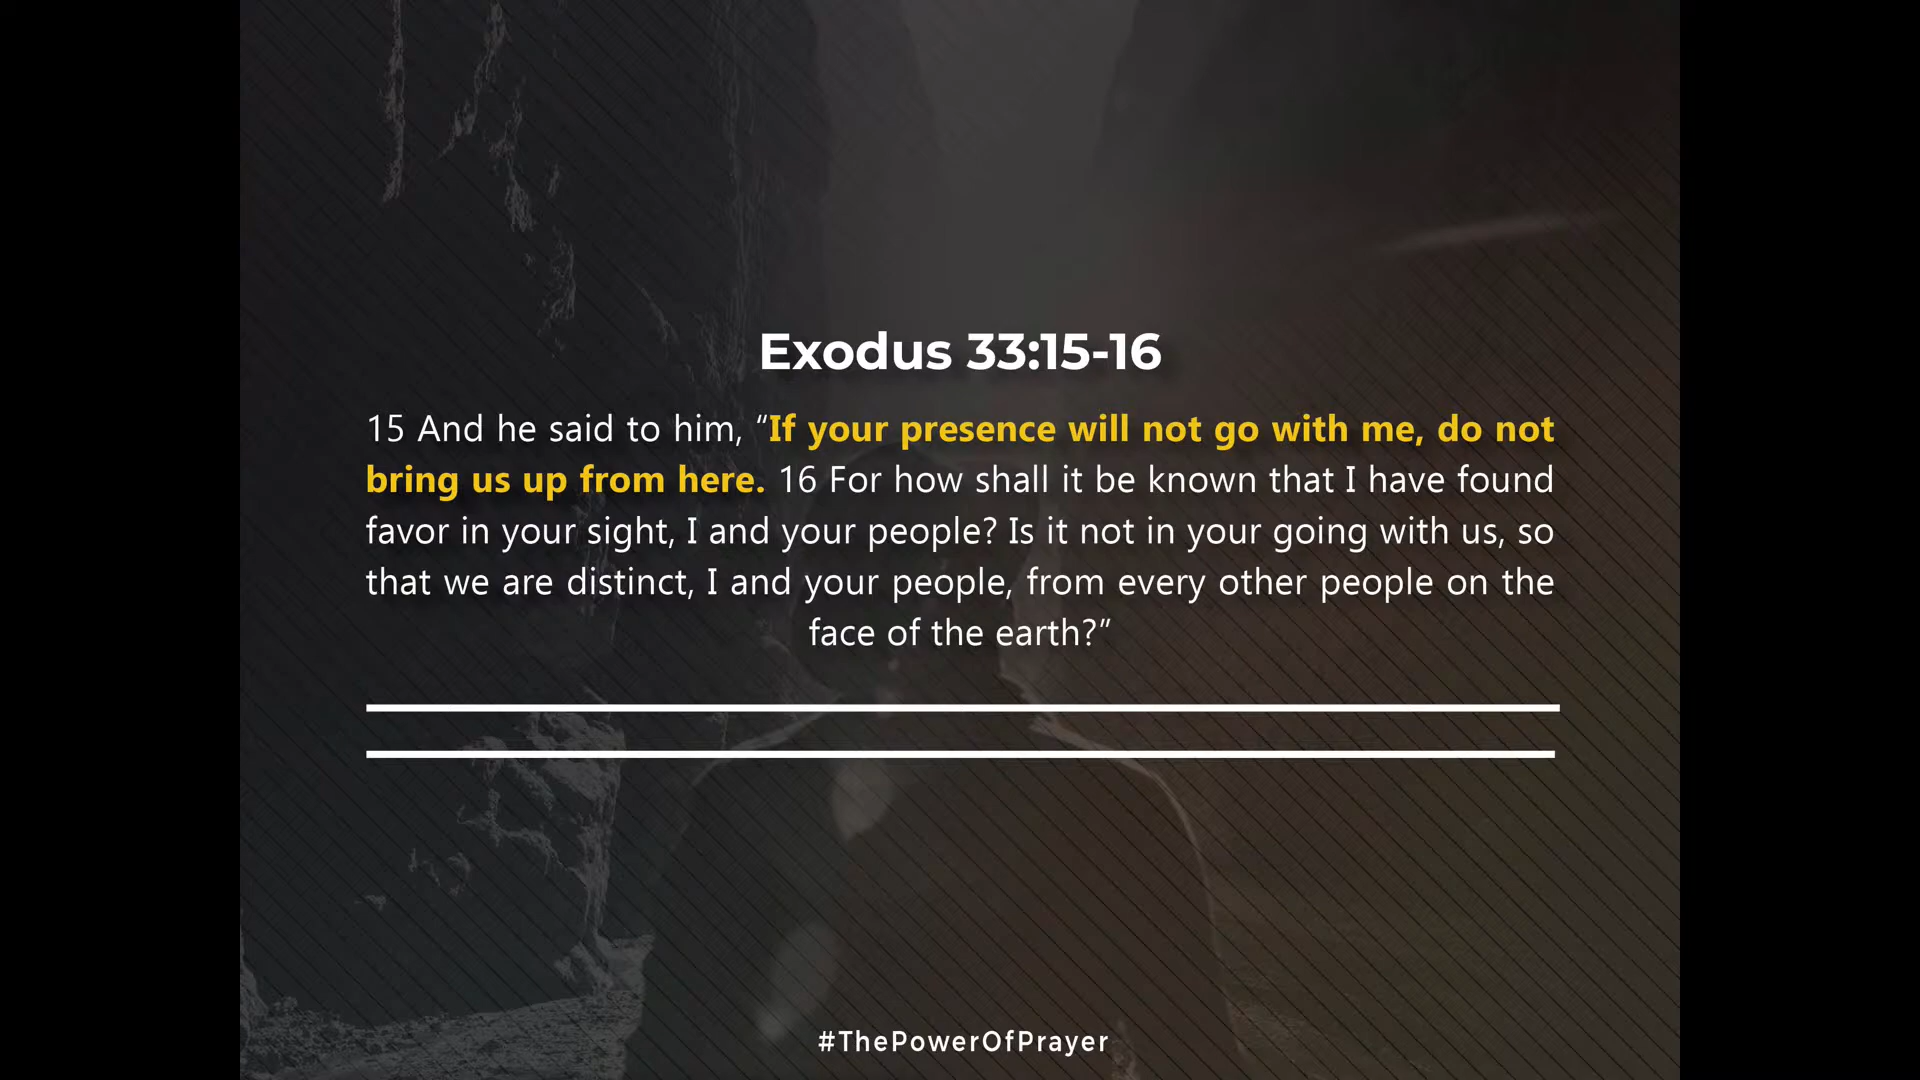 Exodus 33:15-16
15 And he said to him, “If your presence will not go with me, do not
bring us up from here. 16 For how shall it be known that I have found
favor in your sight, I and your people? Is it not in your going with us, so
that we are distinct, I and your people, from every other people on the
face of the earth?”
#ThePowerOfPrayer